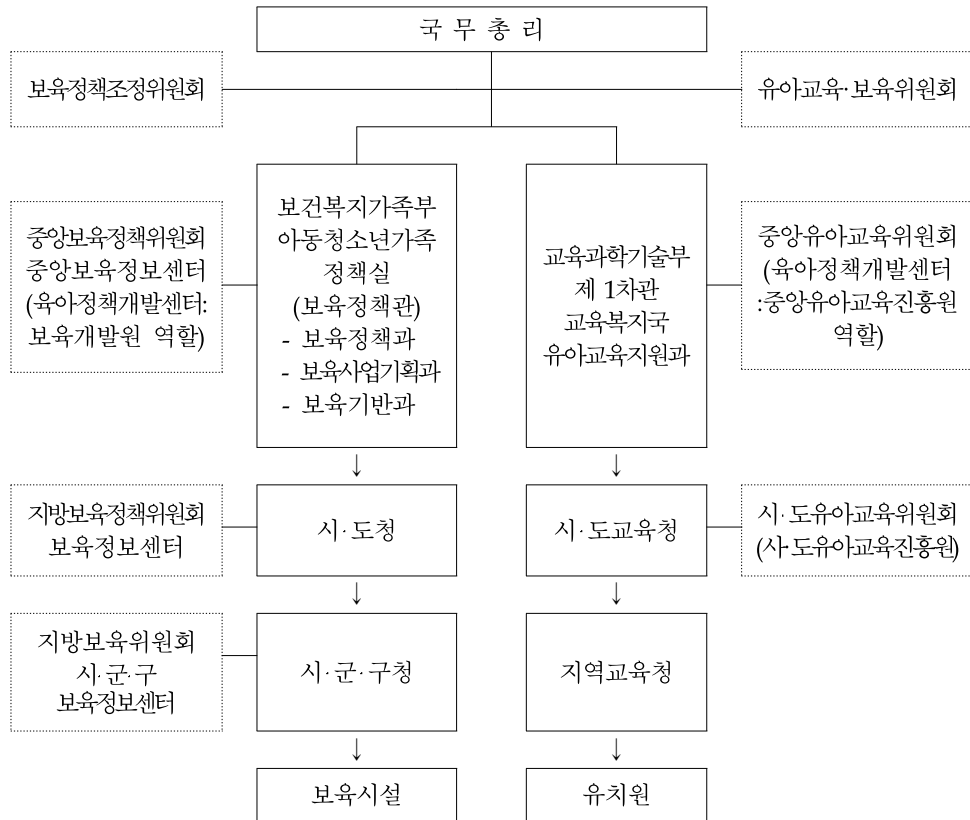 국 무 총 리
보육정책조정위원회
유아교육·보육위원회
중앙보육정책위원회
중앙보육정보센터
(육아정책개발센터:
보육개발원 역할)
보건복지가족부
아동청소년가족
정책실
(보육정책관)
- 보육정책과
- 보육사업기획과
- 보육기반과
교육과학기술부
제 1차관
교육복지국
유아교육지원과
중앙유아교육위원회
(육아정책개발센터
:중앙유아교육진흥원
역할)
↓
↓
지방보육정책위원회
보육정보센터
시·도청
시·도교육청
시·도유아교육위원회
(시·도유아교육진흥원)
↓
↓
지방보육위원회
시·군·구
보육정보센터
시·군·구청
지역교육청
↓
↓
보육시설
유치원